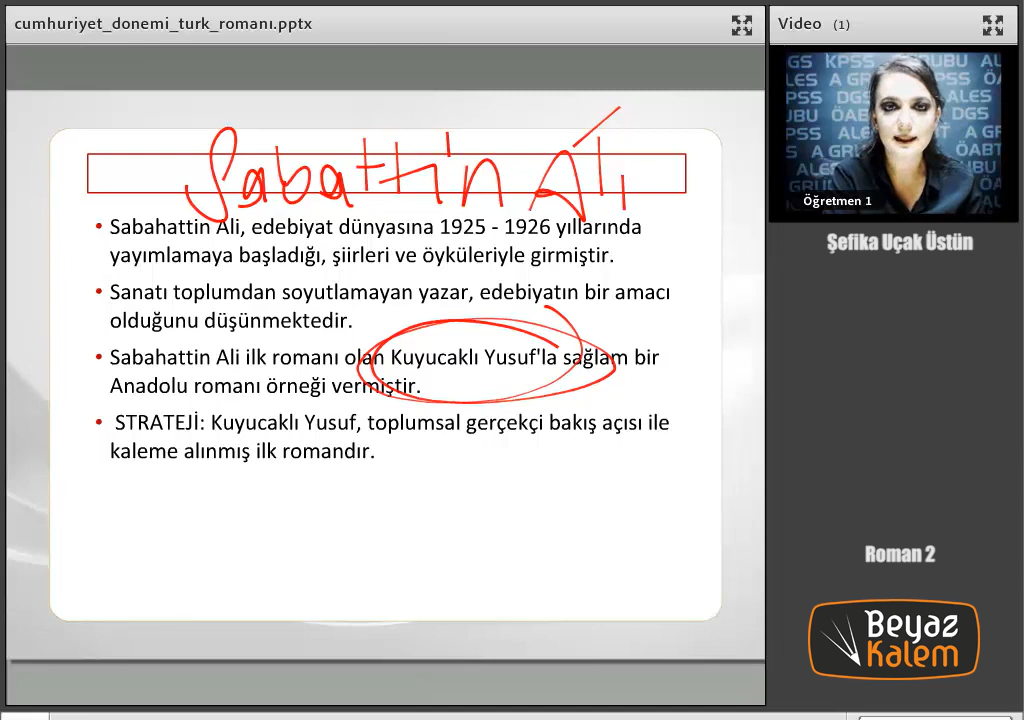 cumhuriyet_donemi_turk_romanı.pptx
Video (1)
Sabattin Ali
• Sabahattin Ali, edebiyat dünyasına 1925 - 1926 yıllarında
yayımlamaya başladığı, şiirleri ve öyküleriyle girmiştir.
• Sanatı toplumdan soyutlamayan yazar, edebiyatın bir amacı
olduğunu düşünmektedir.
• Sabahattin Ali ilk romanı olan Kuyucaklı Yusuf'la sağlam bir
Anadolu romanı örneği vermiştir.
• STRATEJİ: Kuyucaklı Yusuf, toplumsal gerçekçi bakış açısı ile
kaleme alınmış ilk romandır.
Öğretmen 1
Şefika Uçak Üstün
Roman 2
Beyaz
Kalem